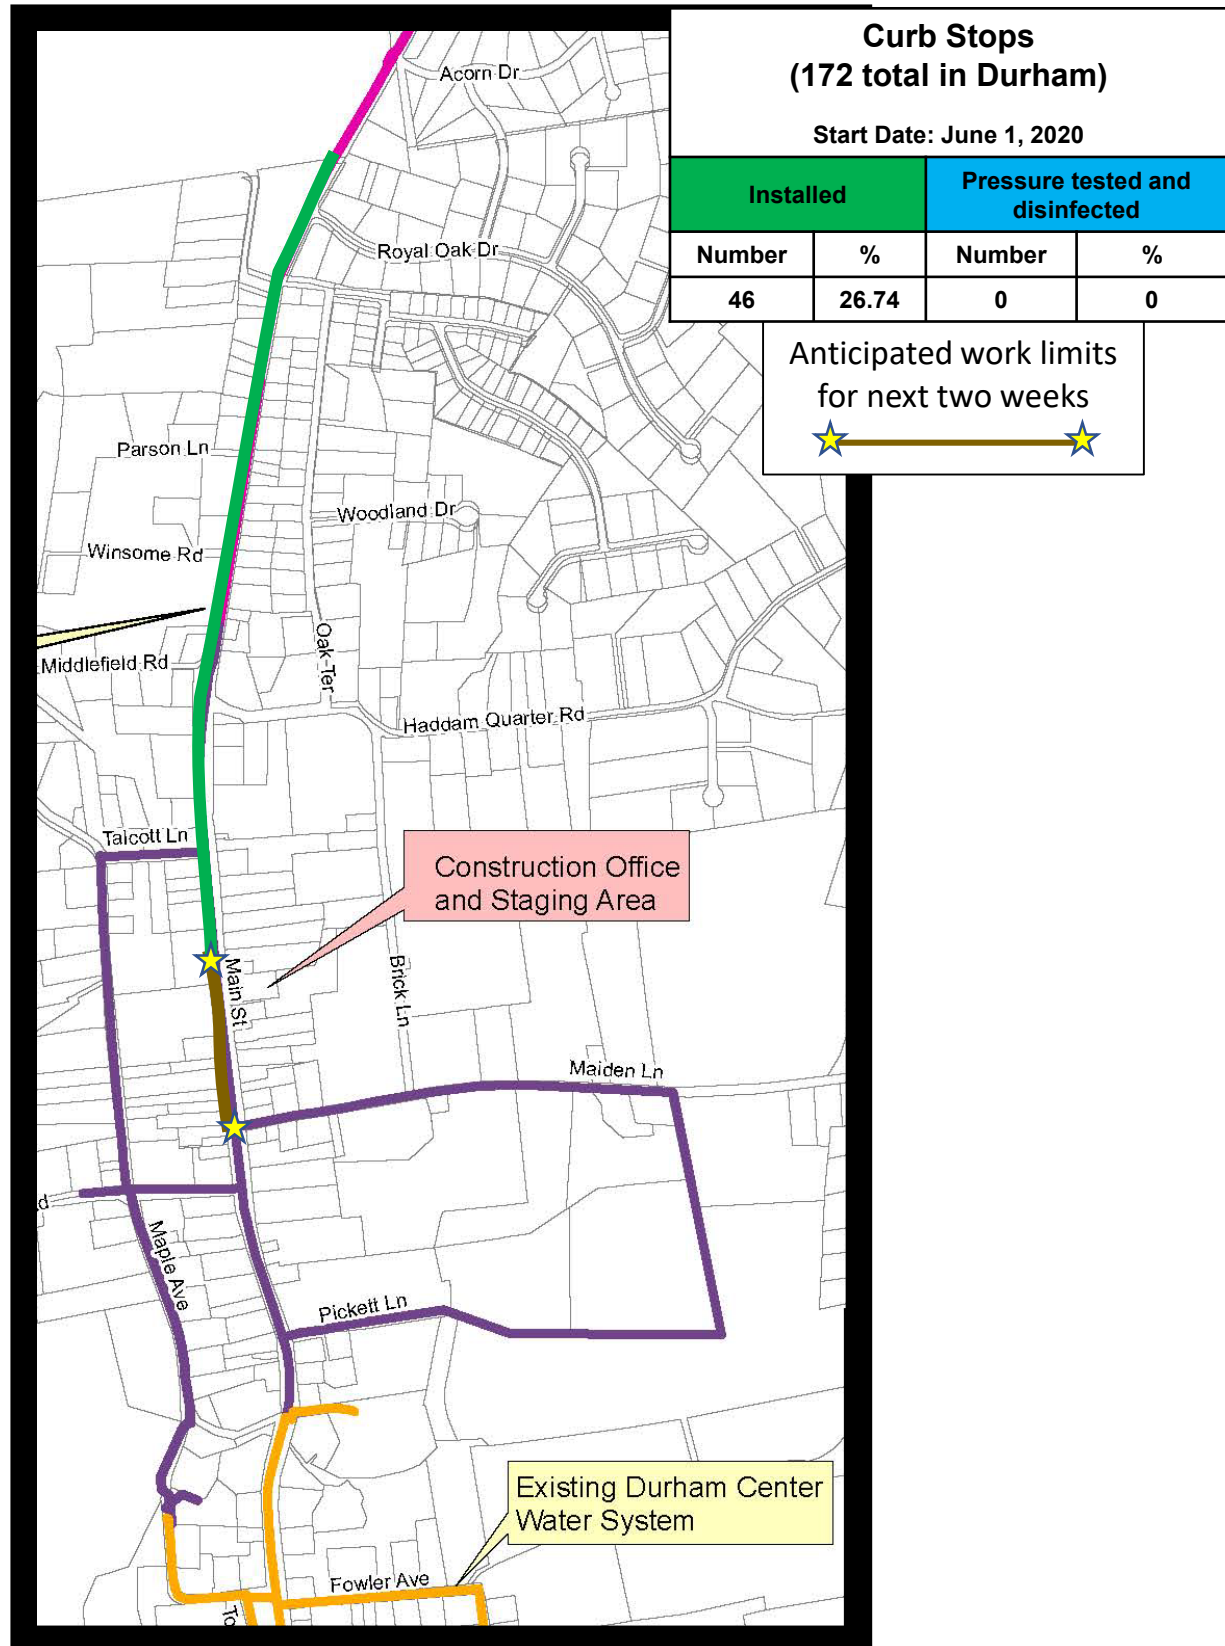 Curb Stops
(172 total in Durham)
Start Date: June 1, 2020
Installed
Pressure tested and
disinfected
Number % Number %
46 26.74 0 0
Anticipated work limits
for next two weeks
Acorn Dr
Royal Oak Dr
Parson Ln
Woodland Dr
Winsome Rd
Oak Ter
Middlefield Rd
Haddam Quarter Rd
Talcott Ln
Construction Office
and Staging Area
Main St
Brick Ln
Maiden Ln
d
Maple Ave
Pickett Ln
Existing Durham Center
Water System
Fowler Ave
To